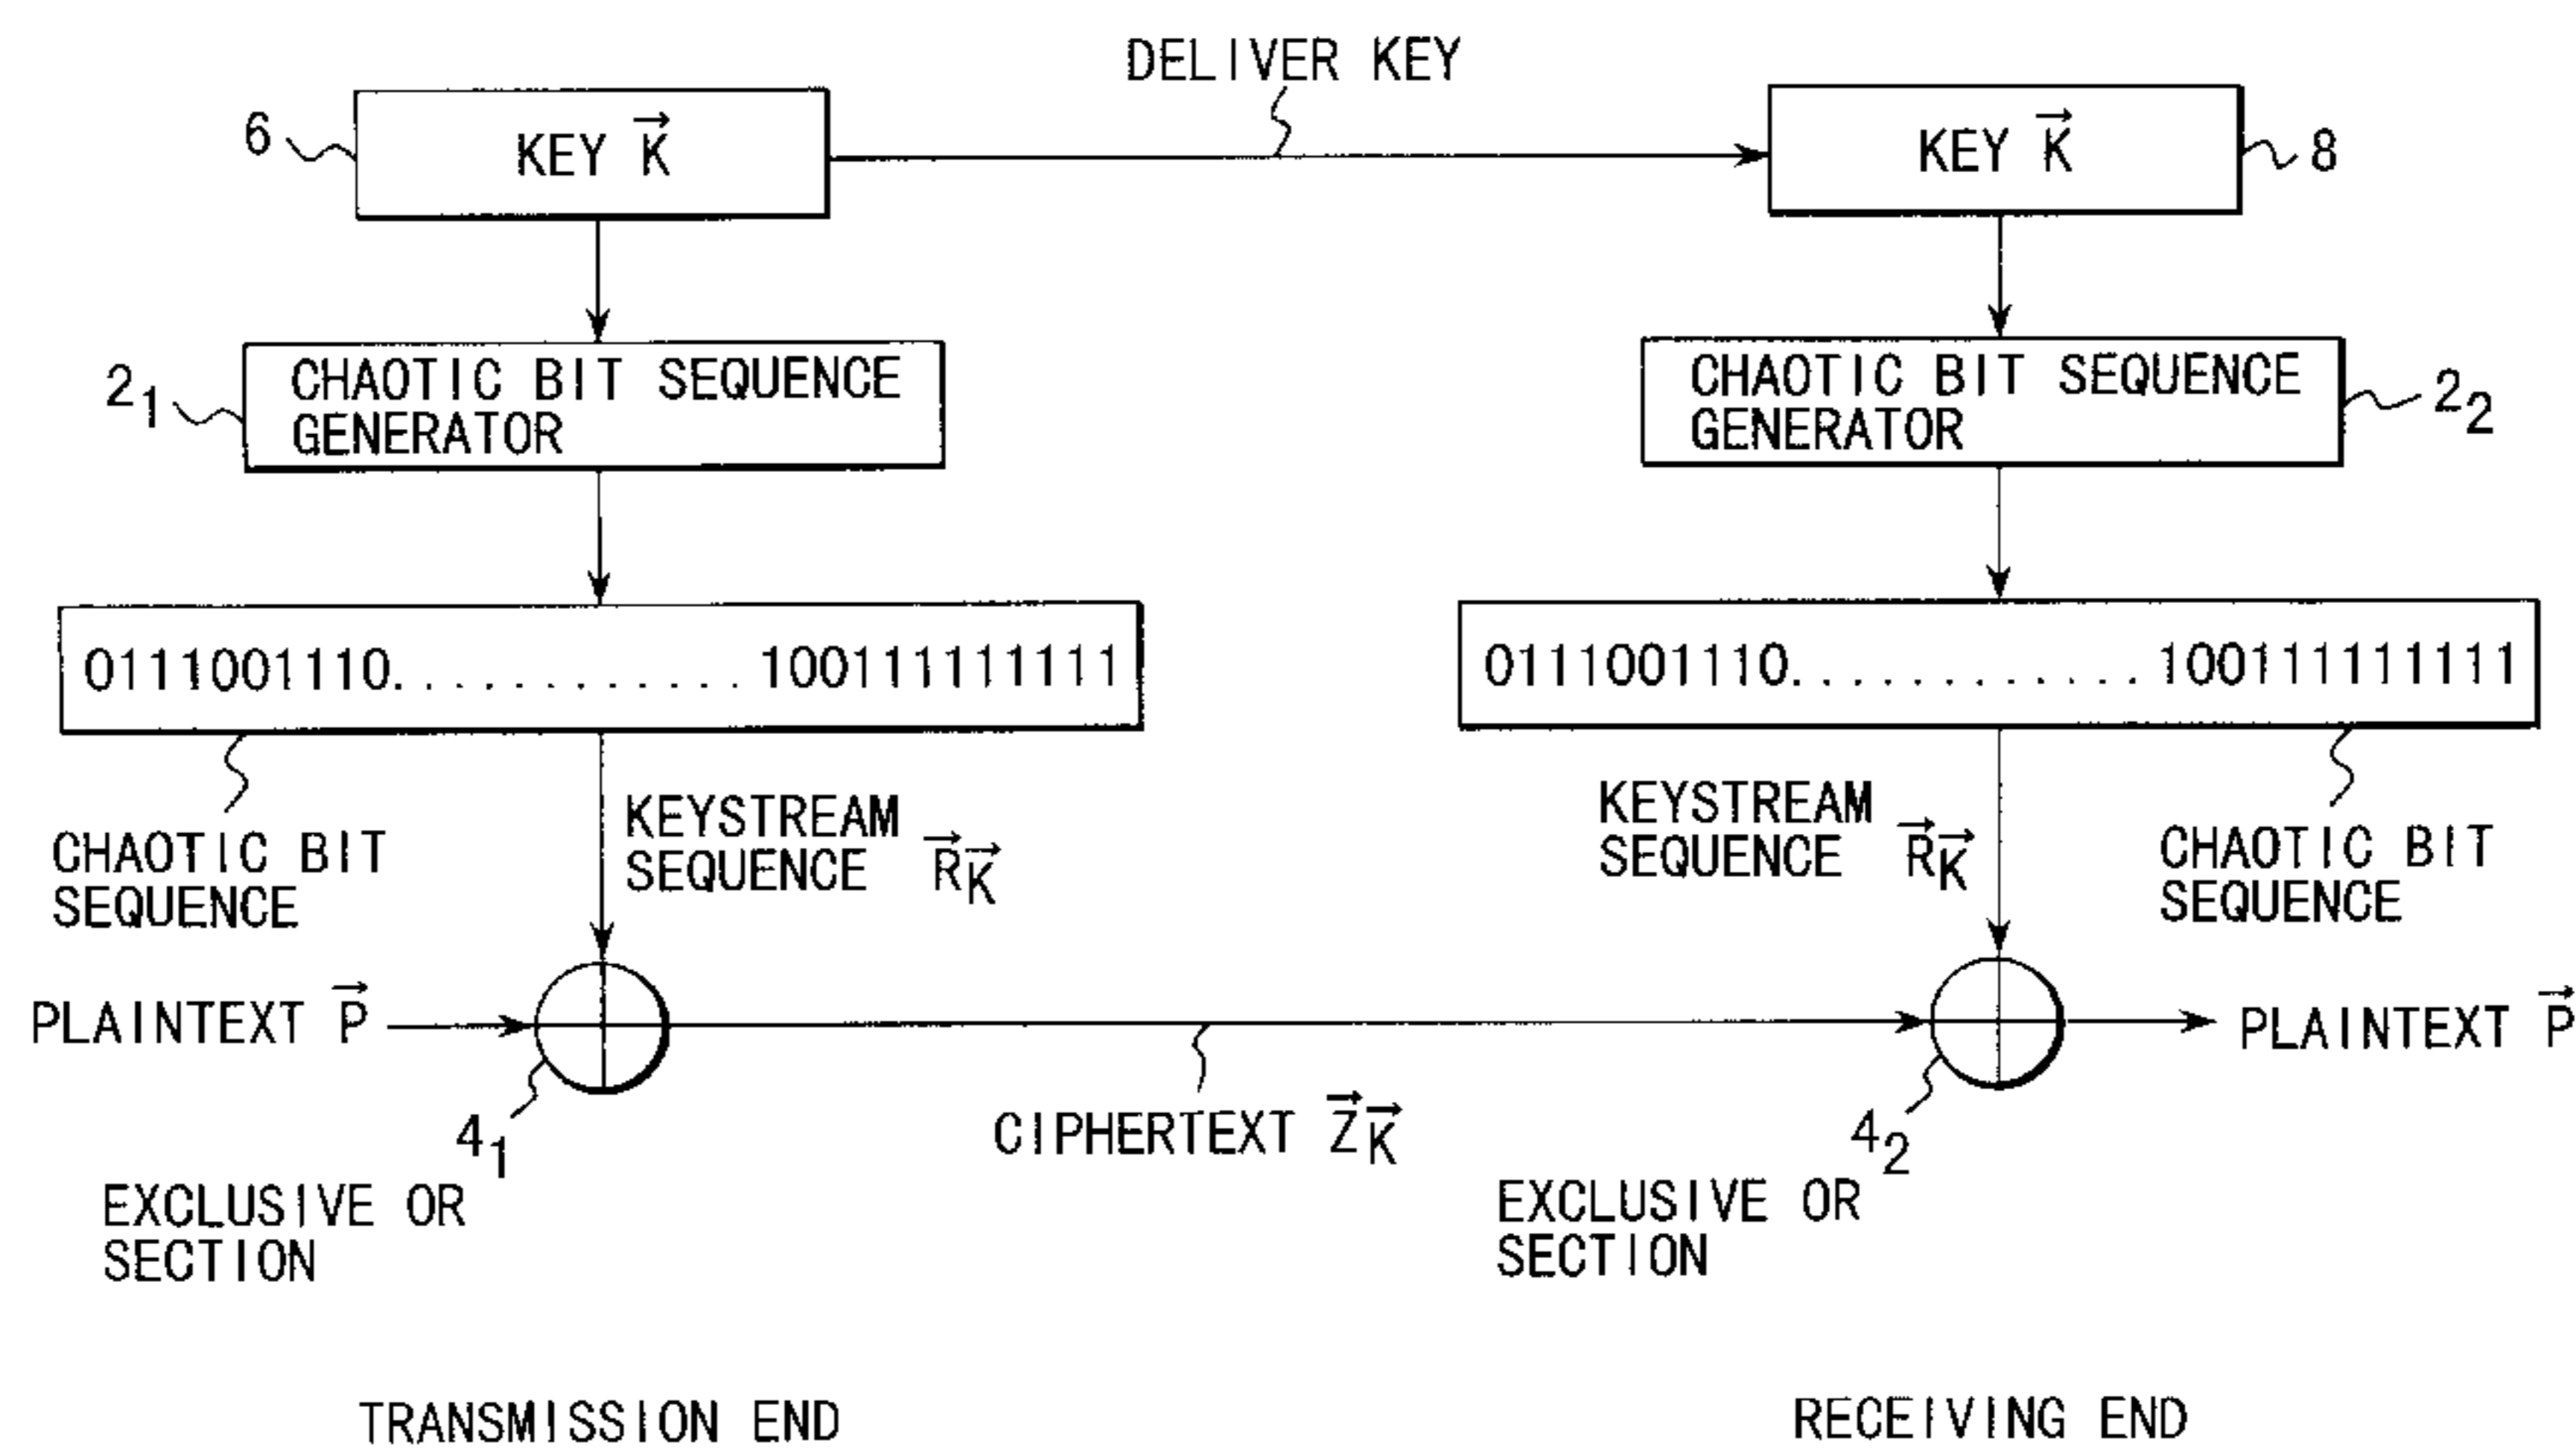 DELIVER KEY
6
KEY K⃗
KEY K⃗
8
2₁
CHAOTIC BIT SEQUENCE
GENERATOR
CHAOTIC BIT SEQUENCE
GENERATOR
2₂
0111001110............100111111111
0111001110............100111111111
CHAOTIC BIT
SEQUENCE
KEYSTREAM
SEQUENCE R⃗K⃗
KEYSTREAM
SEQUENCE R⃗K⃗
CHAOTIC BIT
SEQUENCE
PLAINTEXT P⃗
PLAINTEXT P⃗
4₁
CIPHERTEXT Z⃗K⃗
4₂
EXCLUSIVE OR
SECTION
EXCLUSIVE OR
SECTION
TRANSMISSION END
RECEIVING END